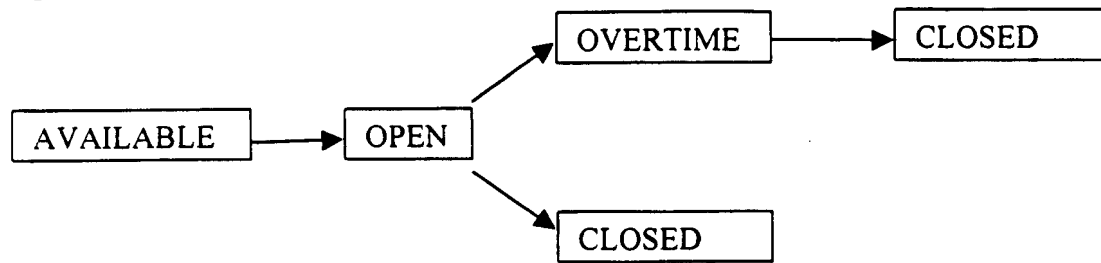 OVERTIME
CLOSED
AVAILABLE
OPEN
CLOSED